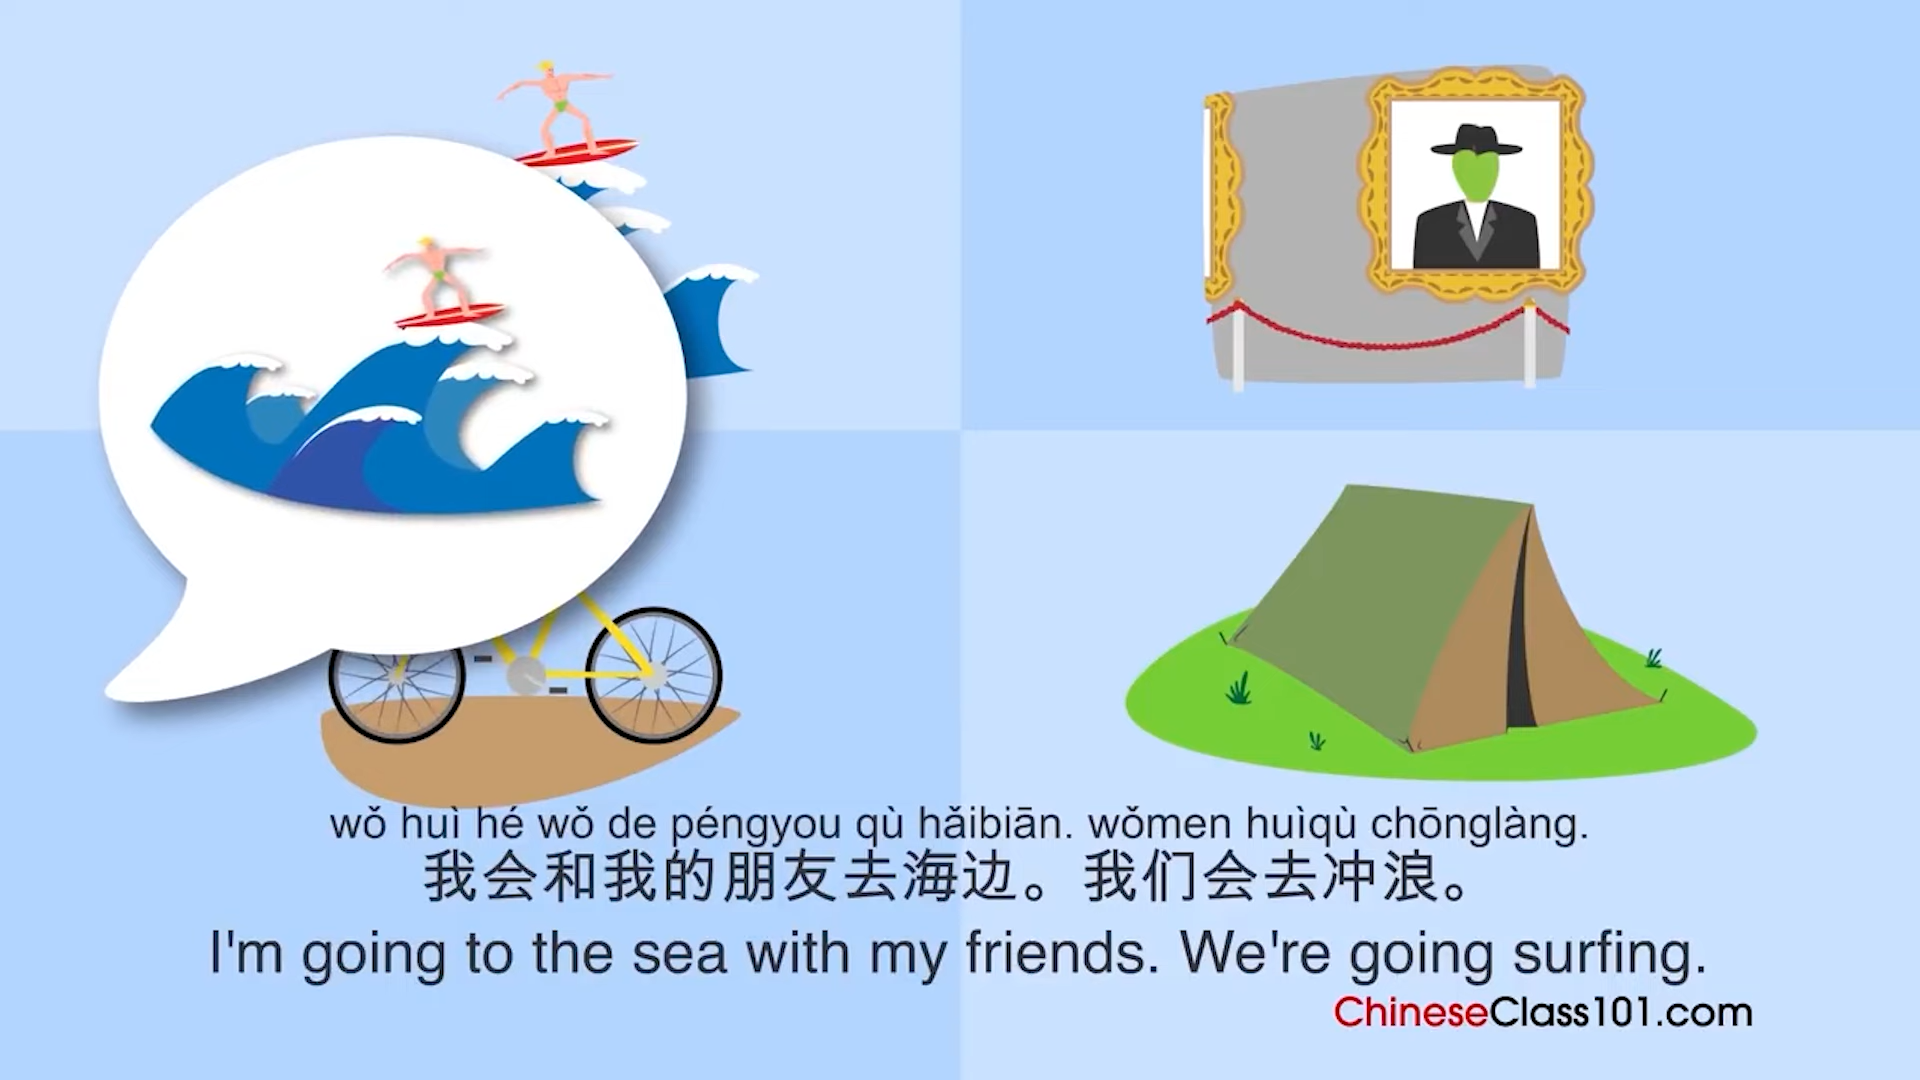 wǒ huì hé wǒ de péngyou qù hǎibiān. wǒmen huìqù chōnglàng.
我会和我的朋友去海边。我们会去冲浪。
I'm going to the sea with my friends. We're going surfing.
ChineseClass101.com